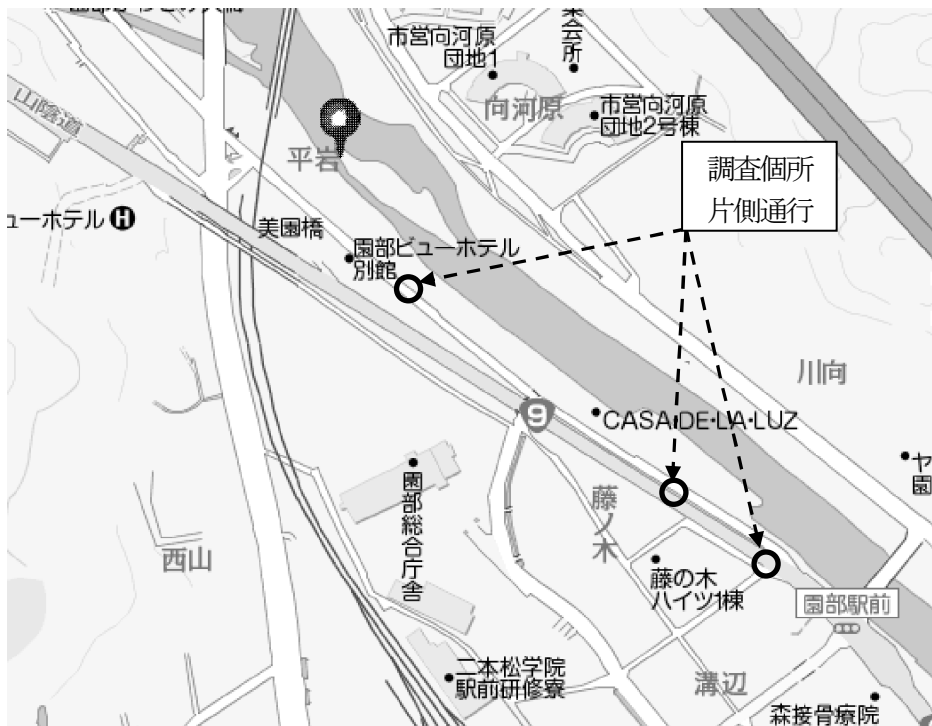 市営向河原
団地1
集会所
向河原
市営向河原
団地2号棟
山陰道
平岩
調査個所
片側通行
ューホテル
H
美園橋
園部ビューホテル
別館
川向
9
CASA・DE・LA・LUZ
ヤ
園
園部総合庁舎
藤ノ木
西山
藤の木
ハイツ1棟
園部駅前
二本松学院
駅前研修寮
溝辺
森接骨療院